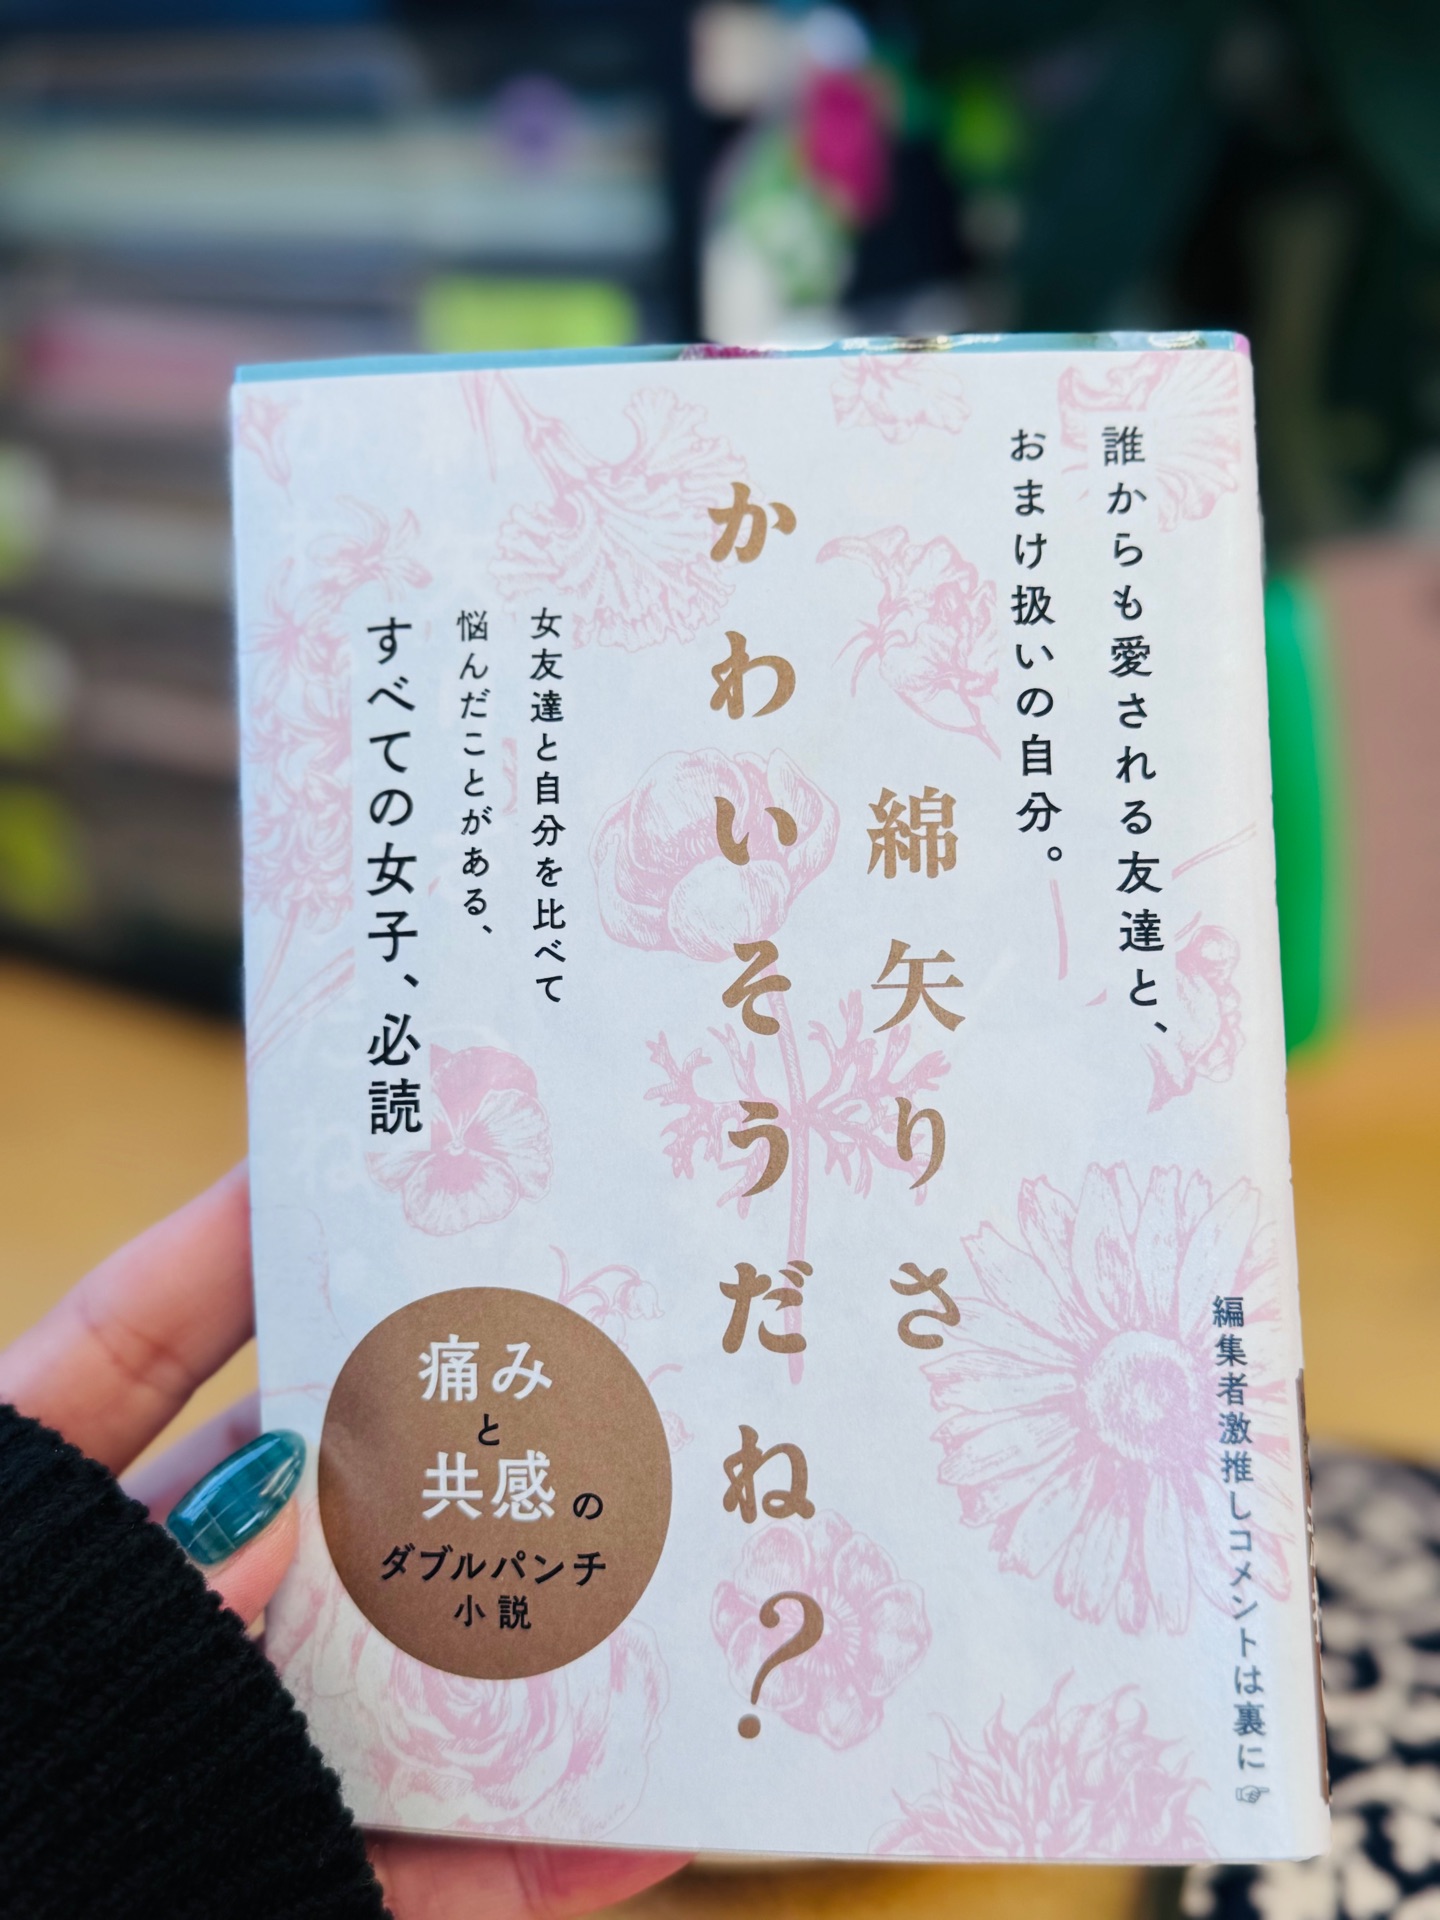 誰からも愛される友達と、
おまけ扱いの自分。
綿矢りさ
かわいそうだね?
女友達と自分を比べて
悩んだことがある、
すべての女子、必読
痛み
と
共感の
ダブルパンチ
小説
編集者激推しコメントは裏に☞